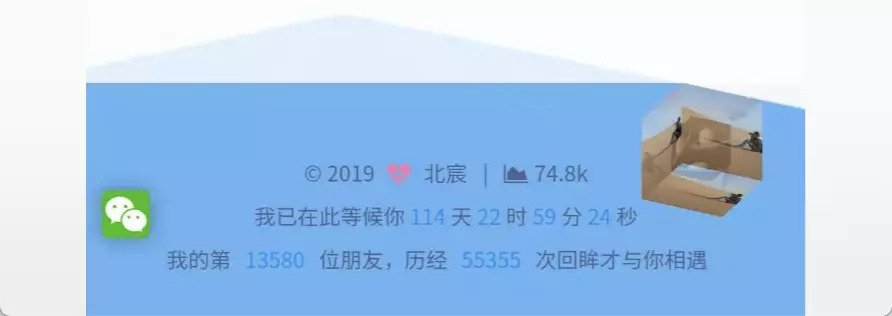 © 2019 北宸 | 74.8k
我已在此等候你 114 天 22 时 59 分 24 秒
我的第 13580 位朋友，历经 55355 次回眸才与你相遇